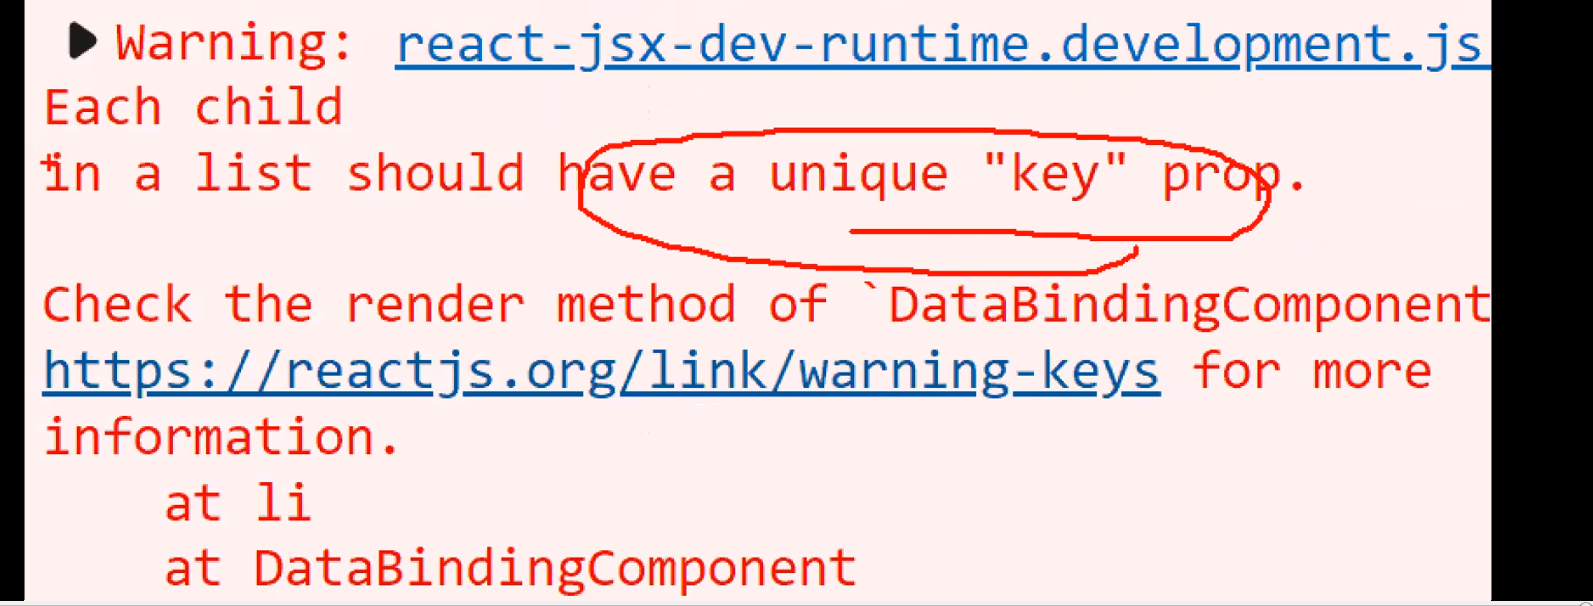 Warning: react-jsx-dev-runtime.development.js
Each child
in a list should have a unique "key" prop.
Check the render method of `DataBindingComponent
https://reactjs.org/link/warning-keys for more
information.
at li
at DataBindingComponent